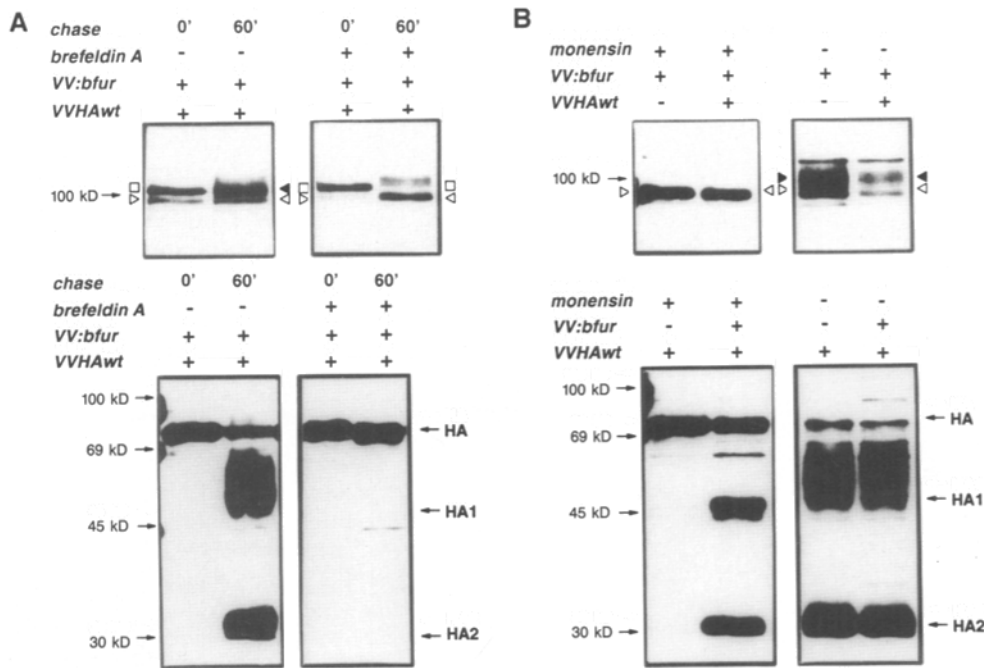 A
chase 0' 60' 0' 60'
brefeldin A - - + +
VV:bfur + + + +
VVHAwt + + + +
100 kD
chase 0' 60' 0' 60'
brefeldin A - - + +
VV:bfur + + + +
VVHAwt + + + +
100 kD
69 kD
45 kD
30 kD
HA
HA1
HA2
B
monensin + + - -
VV:bfur + + + +
VVHAwt - + - +
100 kD
monensin + + - -
VV:bfur - + - +
VVHAwt + + + +
100 kD
69 kD
45 kD
30 kD
HA
HA1
HA2